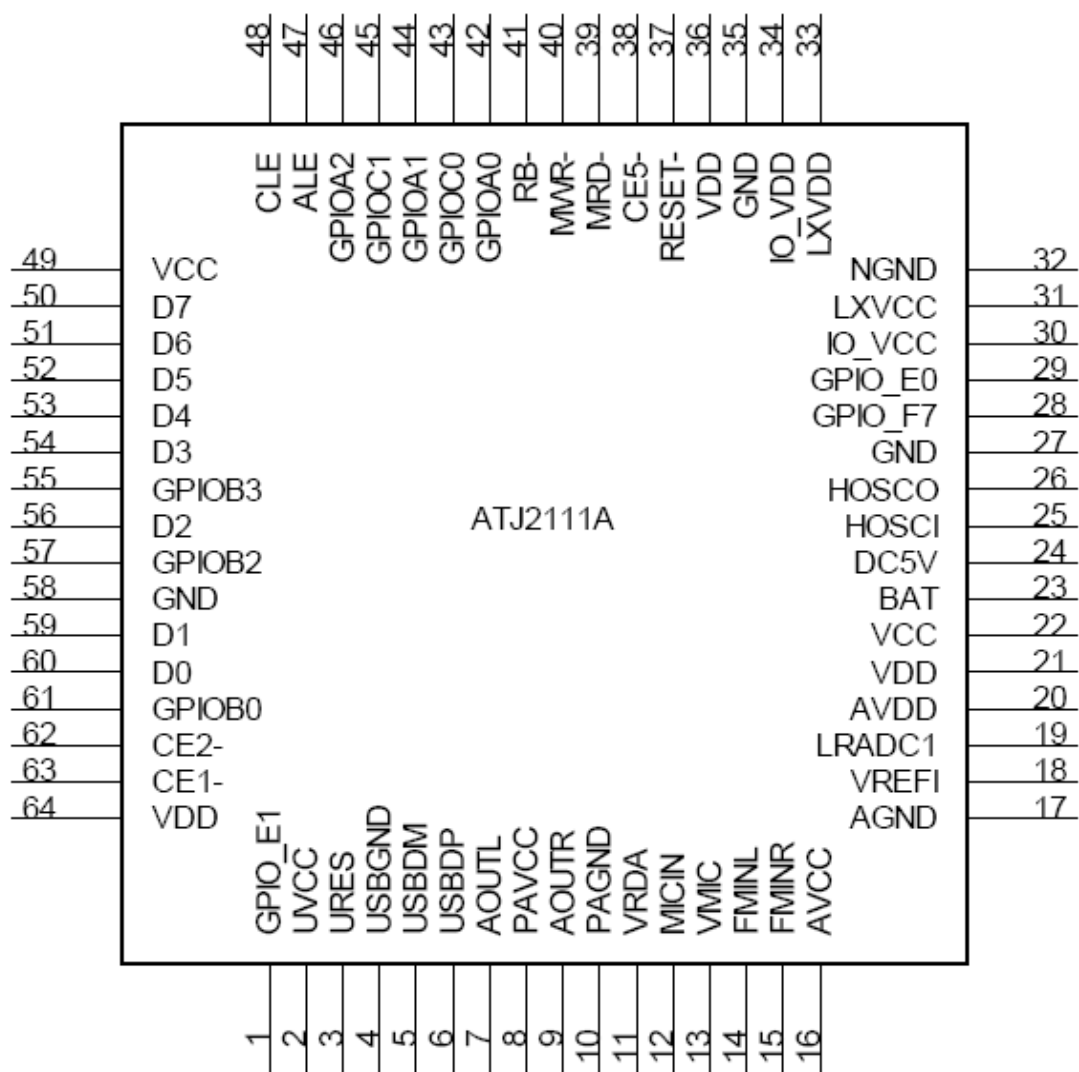 48 47 46 45 44 43 42 41 40 39 38 37 36 35 34 33
CLE ALE GPIOA2 GPIOC1 GPIOA1 GPIOC0 GPIOA0 RB- MWR- MRD- CE5- RESET- VDD GND IO_VDD LXVDD
49 VCC NGND 32
50 D7 LXVCC 31
51 D6 IO_VCC 30
52 D5 GPIO_E0 29
53 D4 GPIO_F7 28
54 D3 GND 27
55 GPIOB3 HOSCO 26
ATJ2111A
56 D2 HOSCI 25
57 GPIOB2 DC5V 24
58 GND BAT 23
59 D1 VCC 22
60 D0 VDD 21
61 GPIOB0 AVDD 20
62 CE2- LRADC1 19
63 CE1- VREFI 18
64 VDD AGND 17
GPIO_E1 UVCC URES USBGND USBDM USBDP AOUTL PAVCC AOUTR PAGND VRDA MICIN VMIC FMINL FMINR AVCC
1 2 3 4 5 6 7 8 9 10 11 12 13 14 15 16